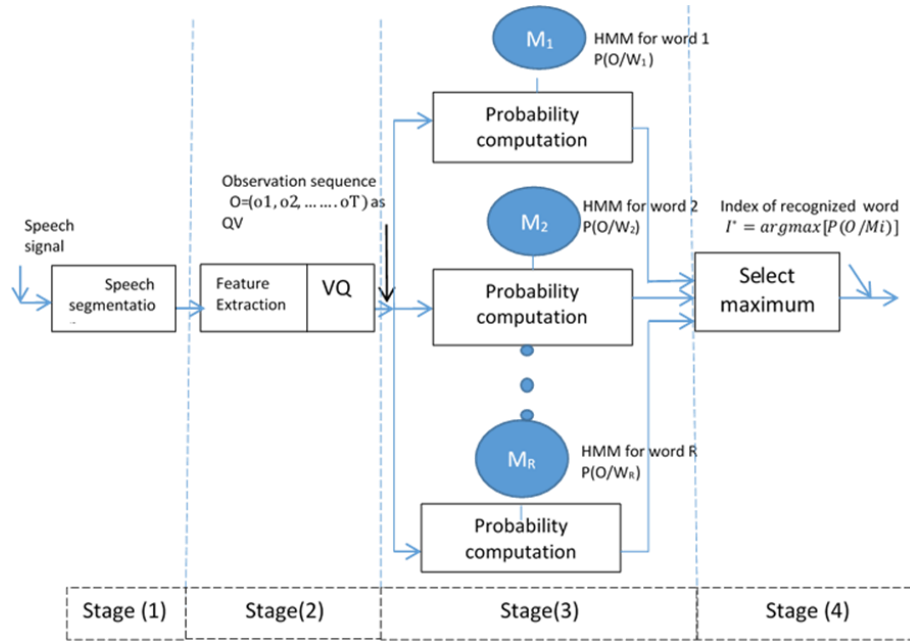 M1
HMM for word 1
P(O/W1)
Probability
computation
Observation sequence
O=(o1, o2, … … . oT) as
QV
Speech
signal
M2
HMM for word 2
P(O/W2)
Index of recognized word
I* = argmax[P(O/Mi)]
Speech
segmentatio
Feature
Extraction
VQ
Probability
computation
Select
maximum
MR
HMM for word R
P(O/WR)
Probability
computation
Stage (1)
Stage(2)
Stage(3)
Stage (4)